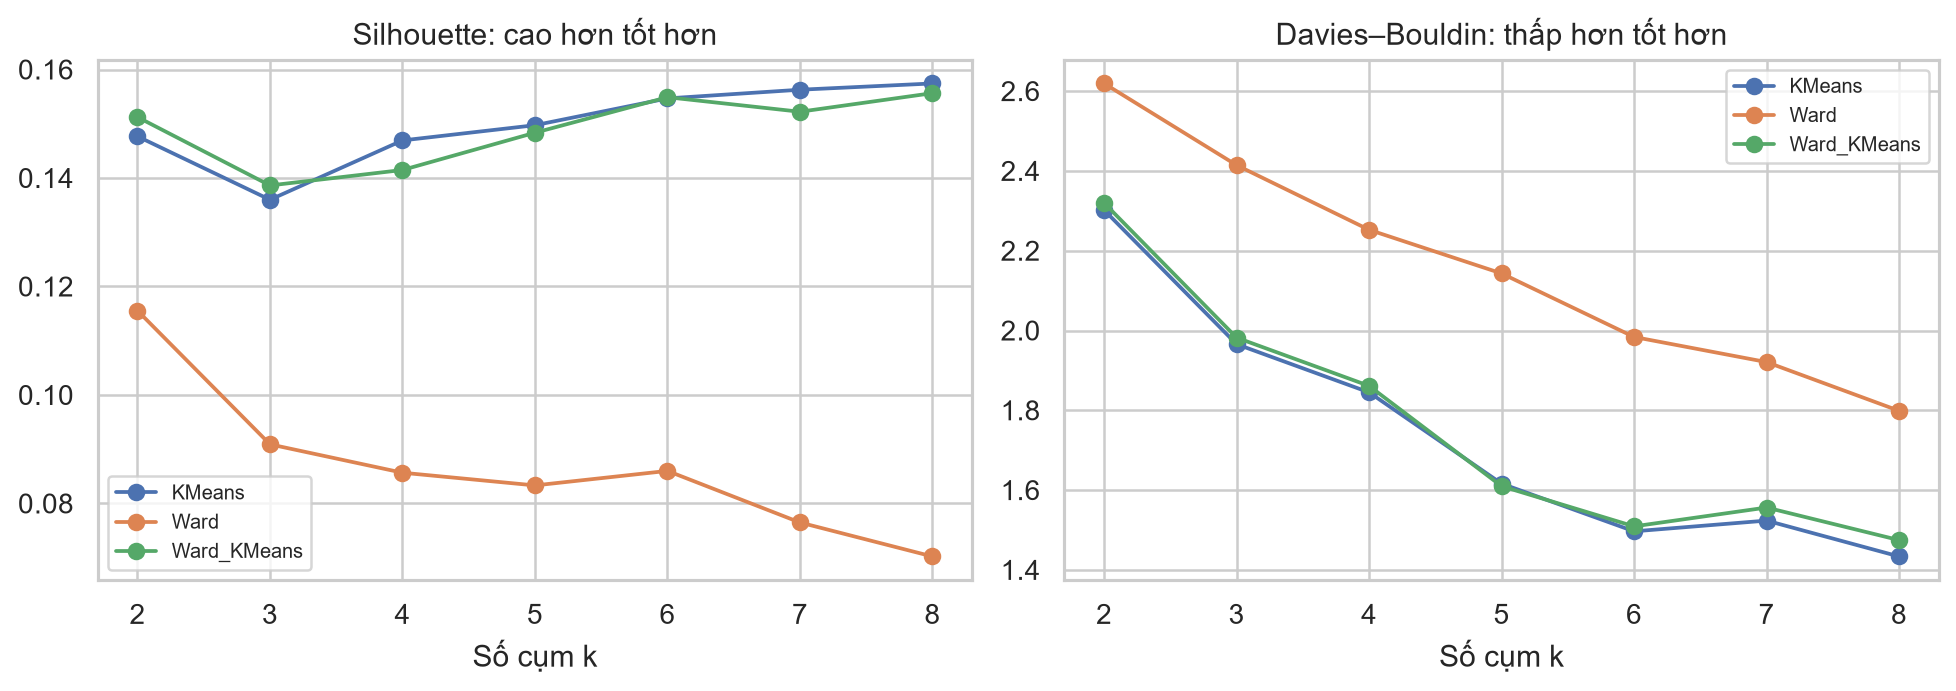 Silhouette: cao hơn tốt hơn
0.16
0.14
0.12
0.10
0.08
KMeans
Ward
Ward_KMeans
2 3 4 5 6 7 8
Số cụm k
Davies–Bouldin: thấp hơn tốt hơn
2.6
2.4
2.2
2.0
1.8
1.6
1.4
KMeans
Ward
Ward_KMeans
2 3 4 5 6 7 8
Số cụm k